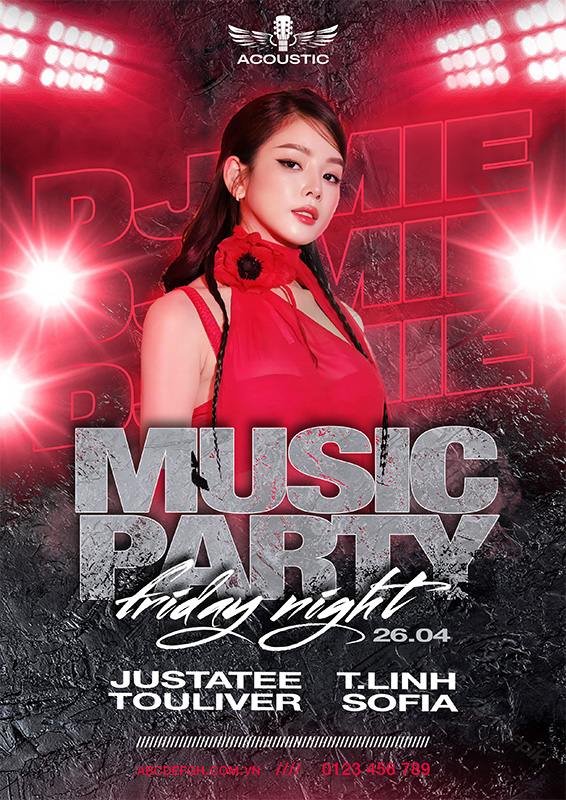 ACOUSTIC
DJ MIE
DJ MIE
DJ MIE
MUSIC
PARTY
friday night
26.04
JUSTATEE T.LINH
TOULIVER SOFIA
ABCDEFGH.COM.VN //// 0123 456 789